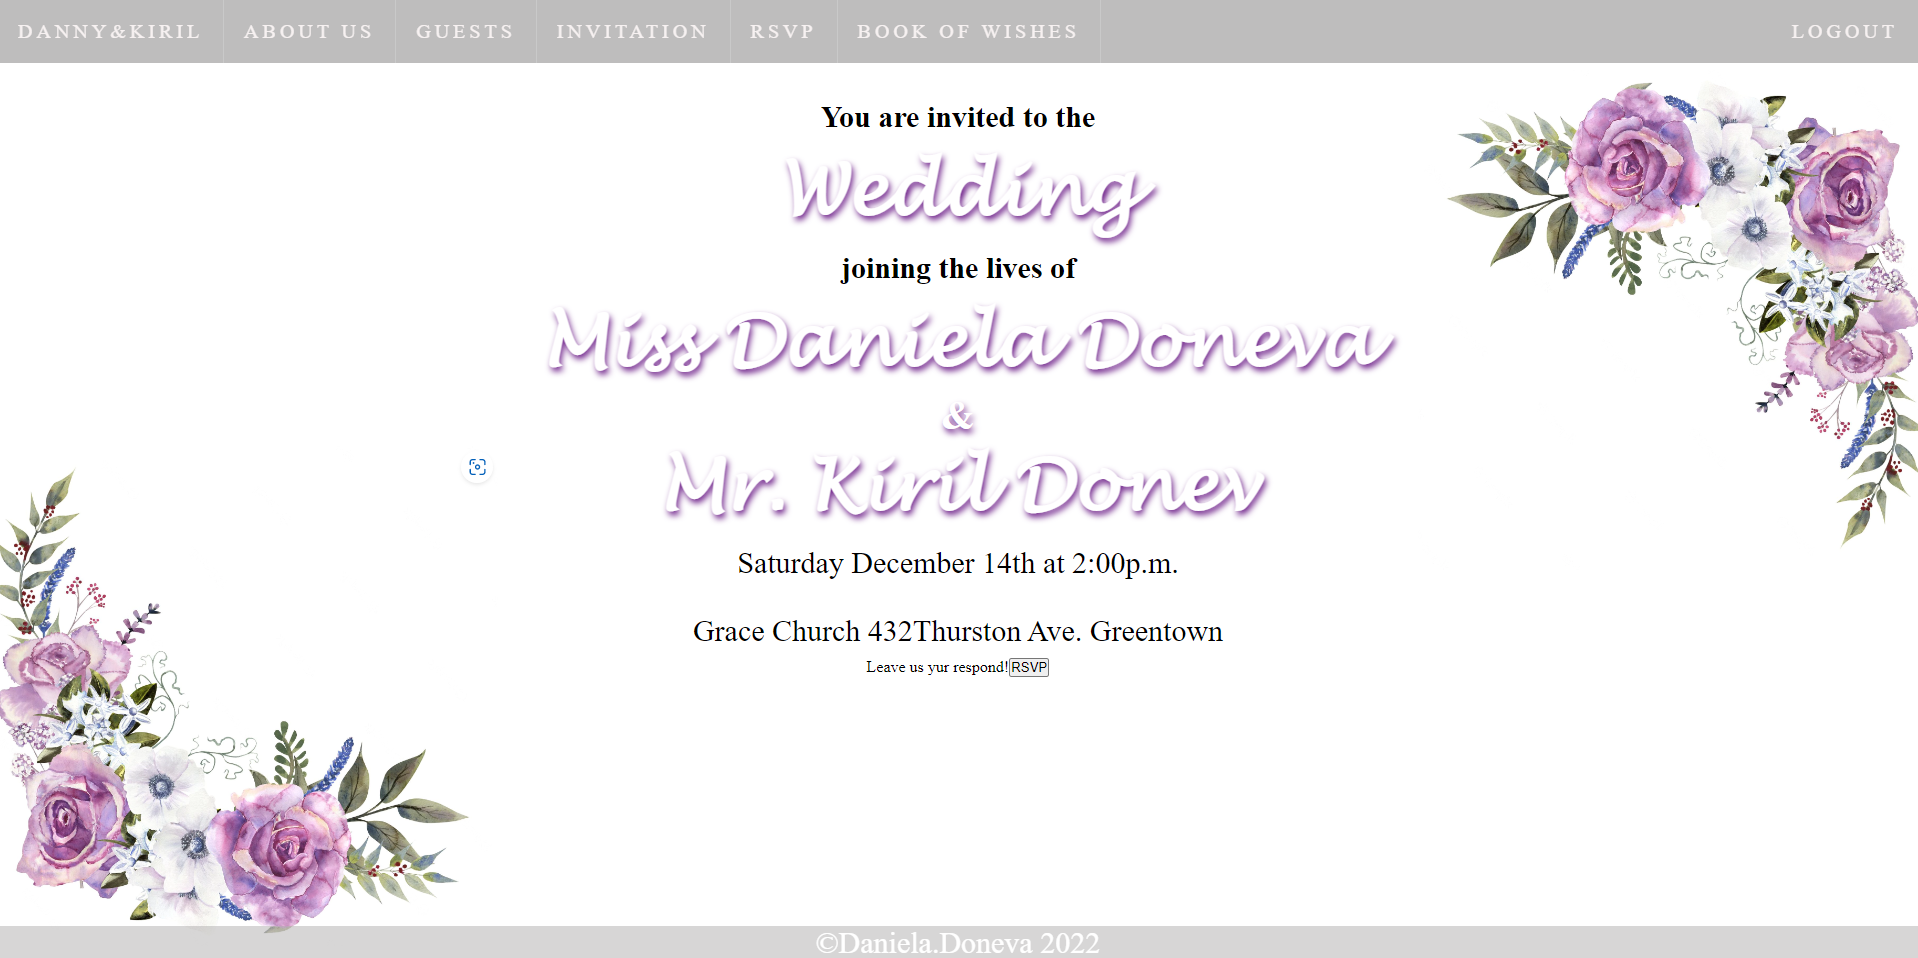 DANNY&KIRIL ABOUT US GUESTS INVITATION RSVP BOOK OF WISHES LOGOUT
You are invited to the
Wedding
joining the lives of
Miss Daniela Doneva
&
Mr. Kiril Donev
Saturday December 14th at 2:00p.m.
Grace Church 432Thurston Ave. Greentown
Leave us yur respond!RSVP
©Daniela.Doneva 2022